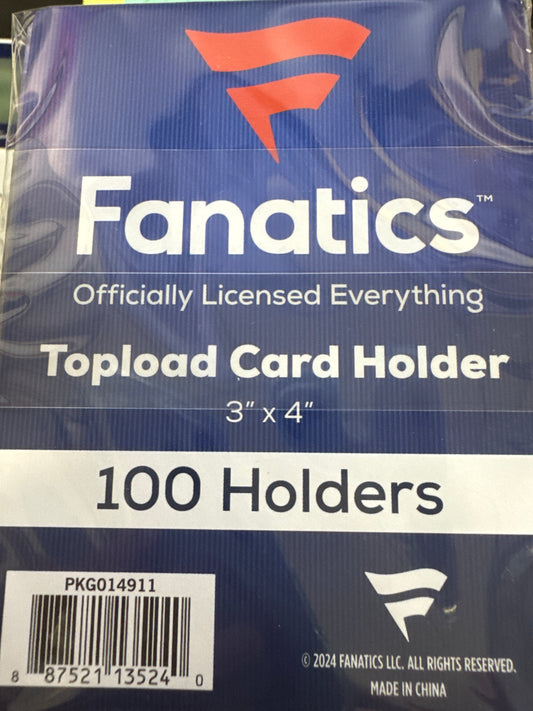 Fanatics™
Officially Licensed Everything
Topload Card Holder
3" x 4"
100 Holders
PKG014911
8 87521 13524 0
© 2024 FANATICS LLC. ALL RIGHTS RESERVED.
MADE IN CHINA